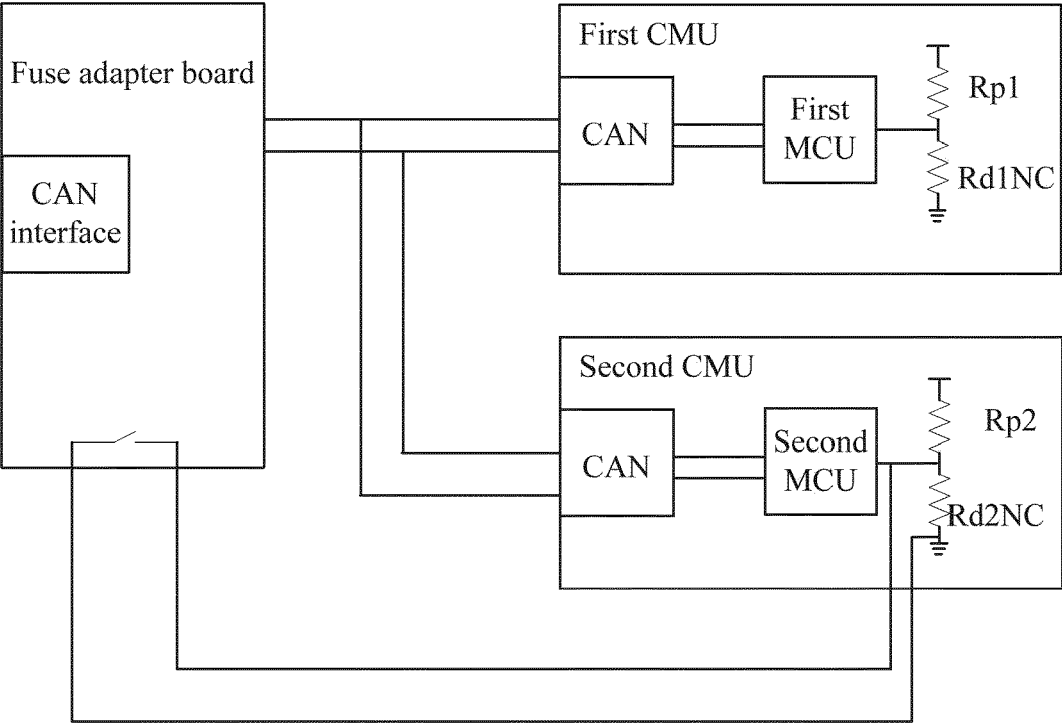 Fuse adapter board
CAN
interface
First CMU
CAN
First
MCU
Rp1
Rd1NC
Second CMU
CAN
Second
MCU
Rp2
Rd2NC